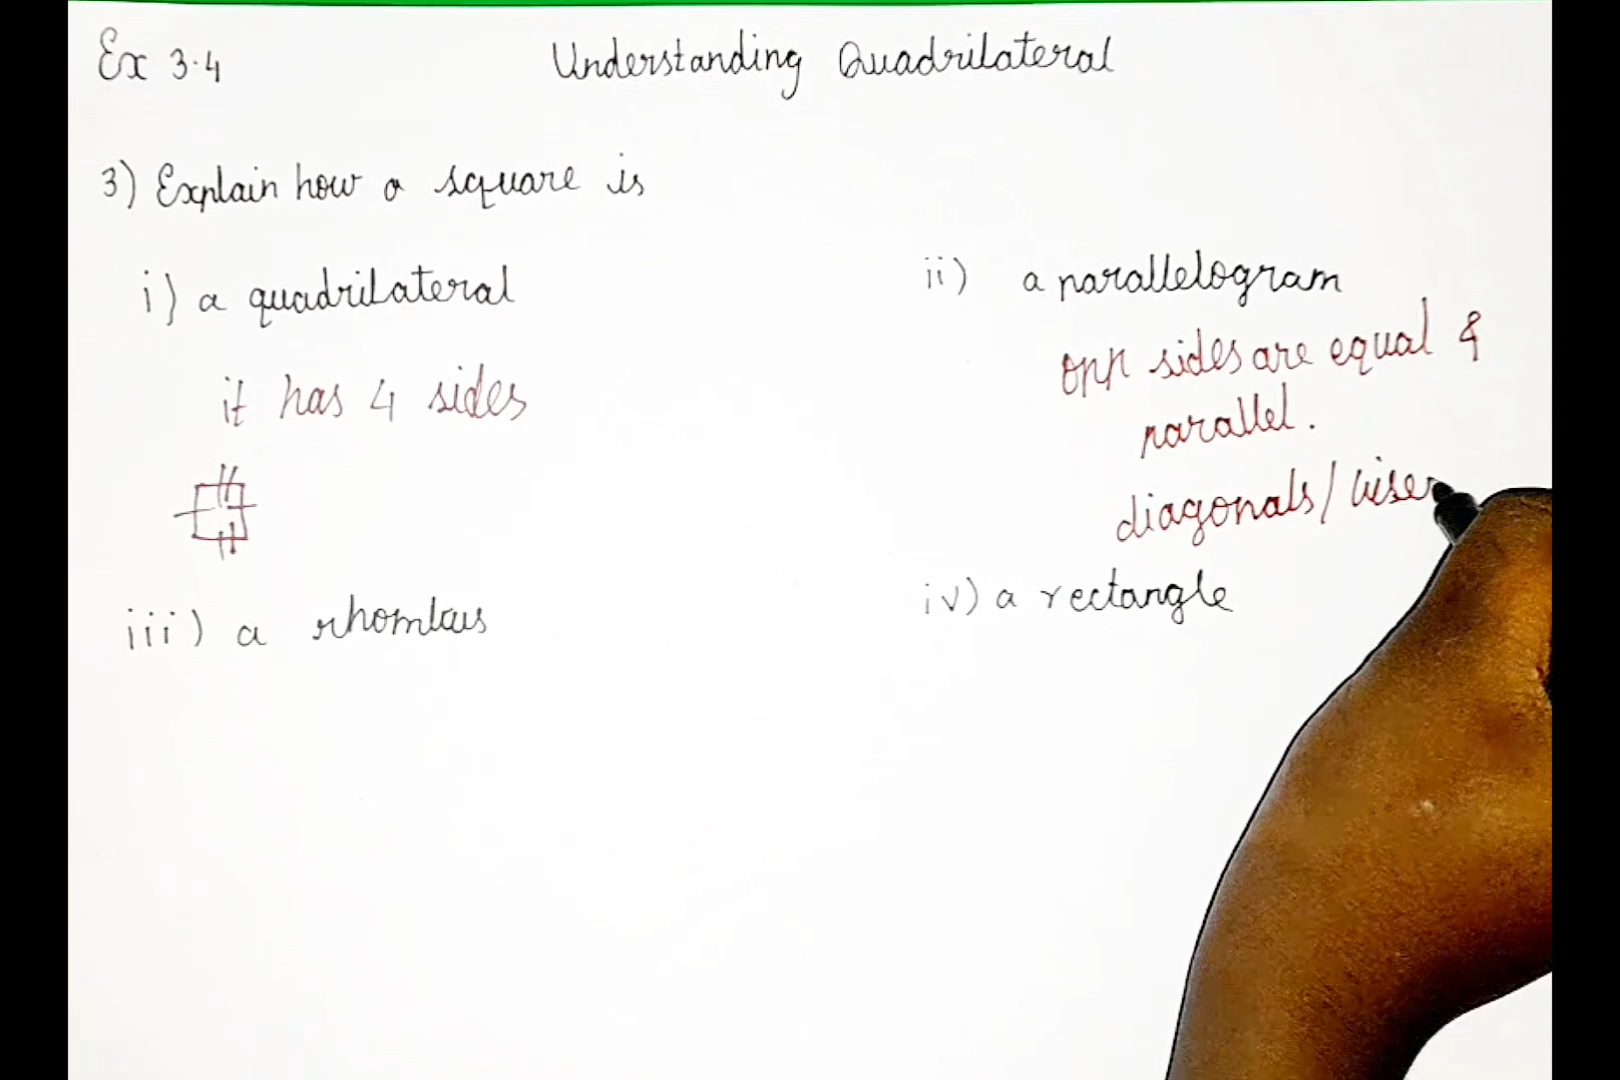 Ex 3.4
Understanding Quadrilateral
3) Explain how a square is
i) a quadrilateral
it has 4 sides
ii) a parallelogram
opp sides are equal &
parallel.
diagonals / bise
iii) a rhombus
iv) a rectangle